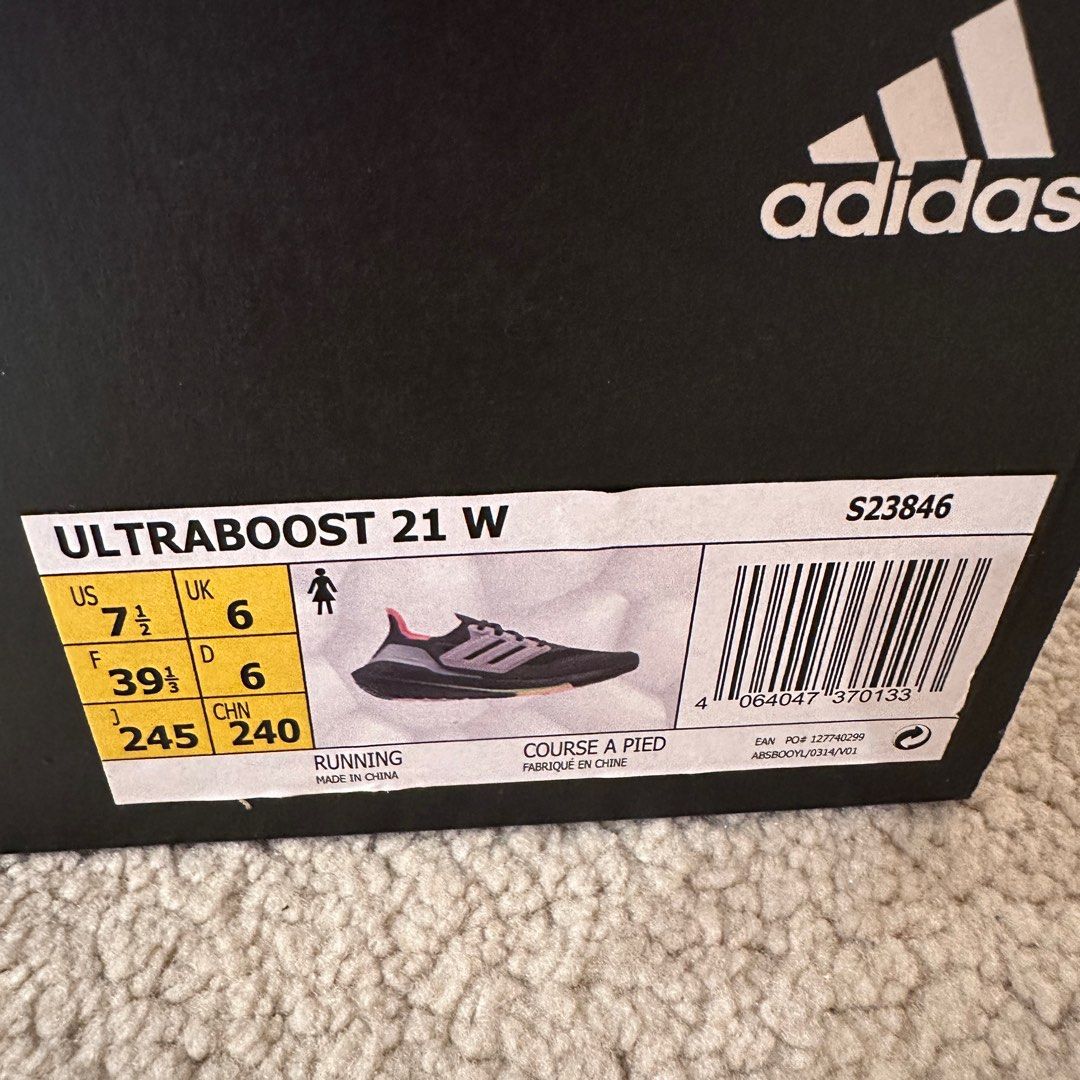 adidas
ULTRABOOST 21 W
S23846
US 7½ UK 6
F 39⅓ D 6
J 245 CHN 240
4 064047 370133
RUNNING
MADE IN CHINA
COURSE A PIED
FABRIQUÉ EN CHINE
EAN PO# 127740299
ABSBOOYL/0314/V01